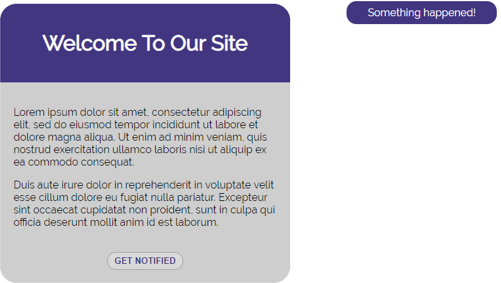 Welcome To Our Site
Something happened!
Lorem ipsum dolor sit amet, consectetur adipiscing
elit, sed do eiusmod tempor incididunt ut labore et
dolore magna aliqua. Ut enim ad minim veniam, quis
nostrud exercitation ullamco laboris nisi ut aliquip ex
ea commodo consequat.
Duis aute irure dolor in reprehenderit in voluptate velit
esse cillum dolore eu fugiat nulla pariatur. Excepteur
sint occaecat cupidatat non proident, sunt in culpa qui
officia deserunt mollit anim id est laborum.
GET NOTIFIED